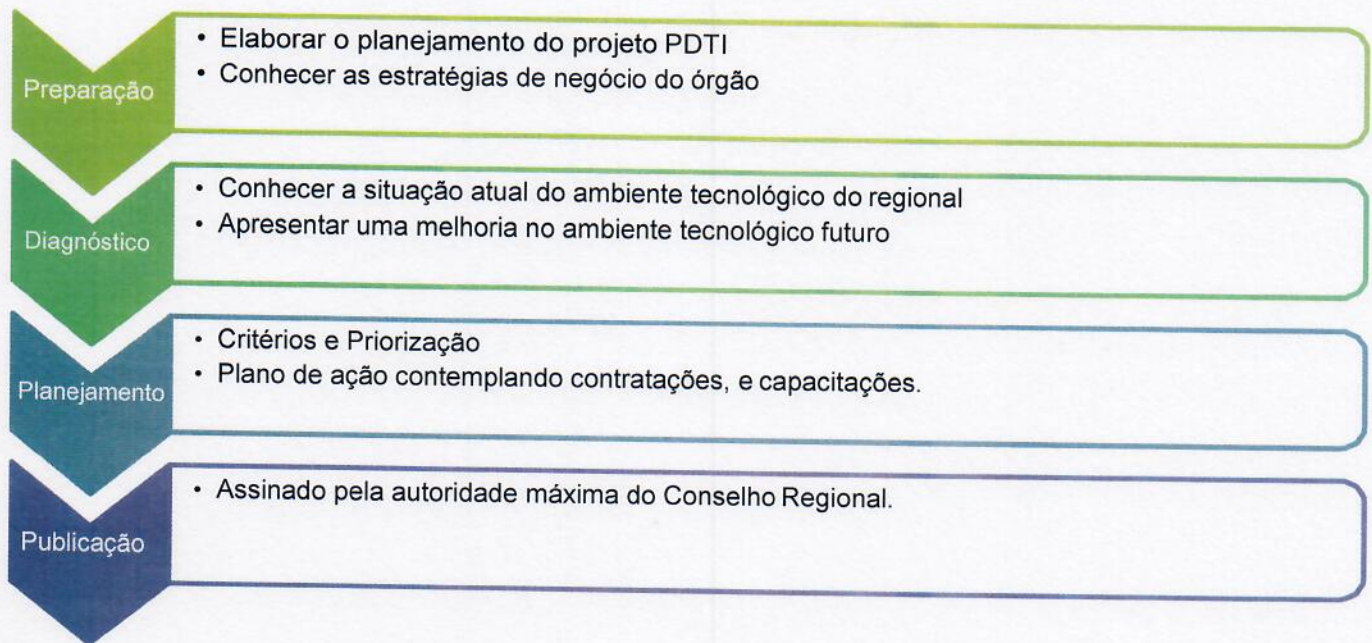 Preparação
• Elaborar o planejamento do projeto PDTI
• Conhecer as estratégias de negócio do órgão
Diagnóstico
• Conhecer a situação atual do ambiente tecnológico do regional
• Apresentar uma melhoria no ambiente tecnológico futuro
Planejamento
• Critérios e Priorização
• Plano de ação contemplando contratações, e capacitações.
Publicação
• Assinado pela autoridade máxima do Conselho Regional.